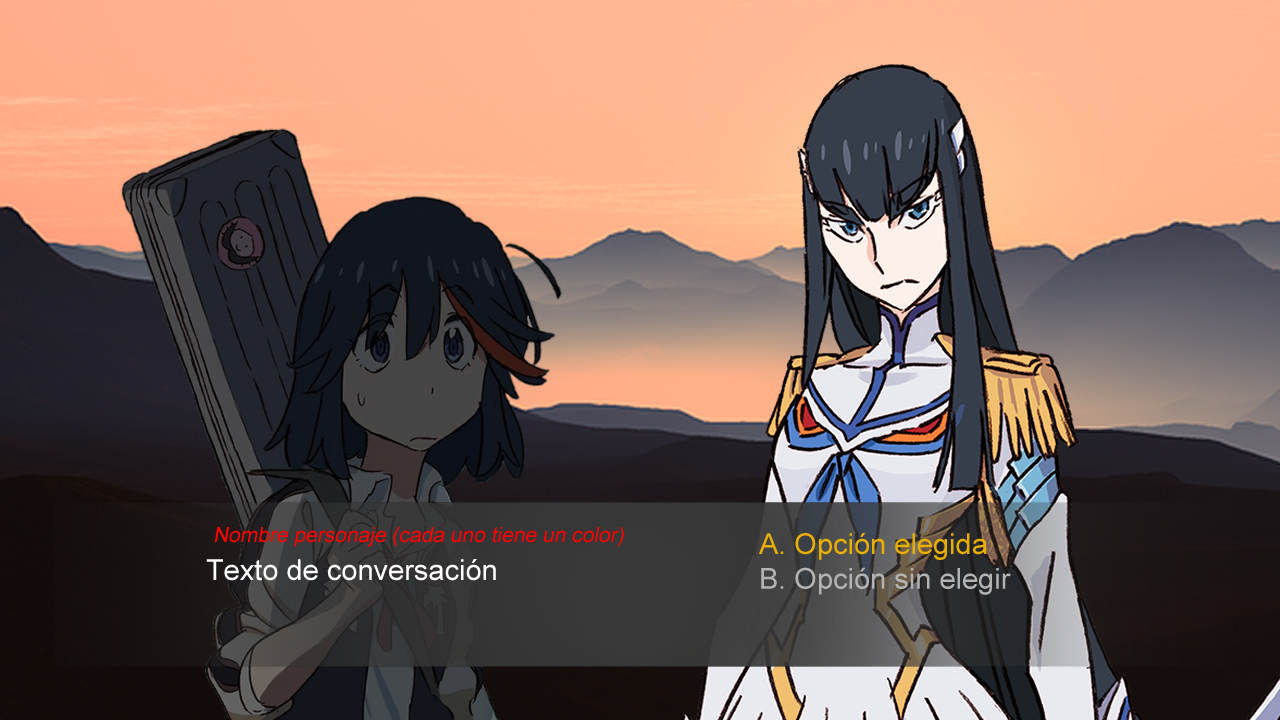 Nombre personaje (cada uno tiene un color)
Texto de conversación
A. Opción elegida
B. Opción sin elegir